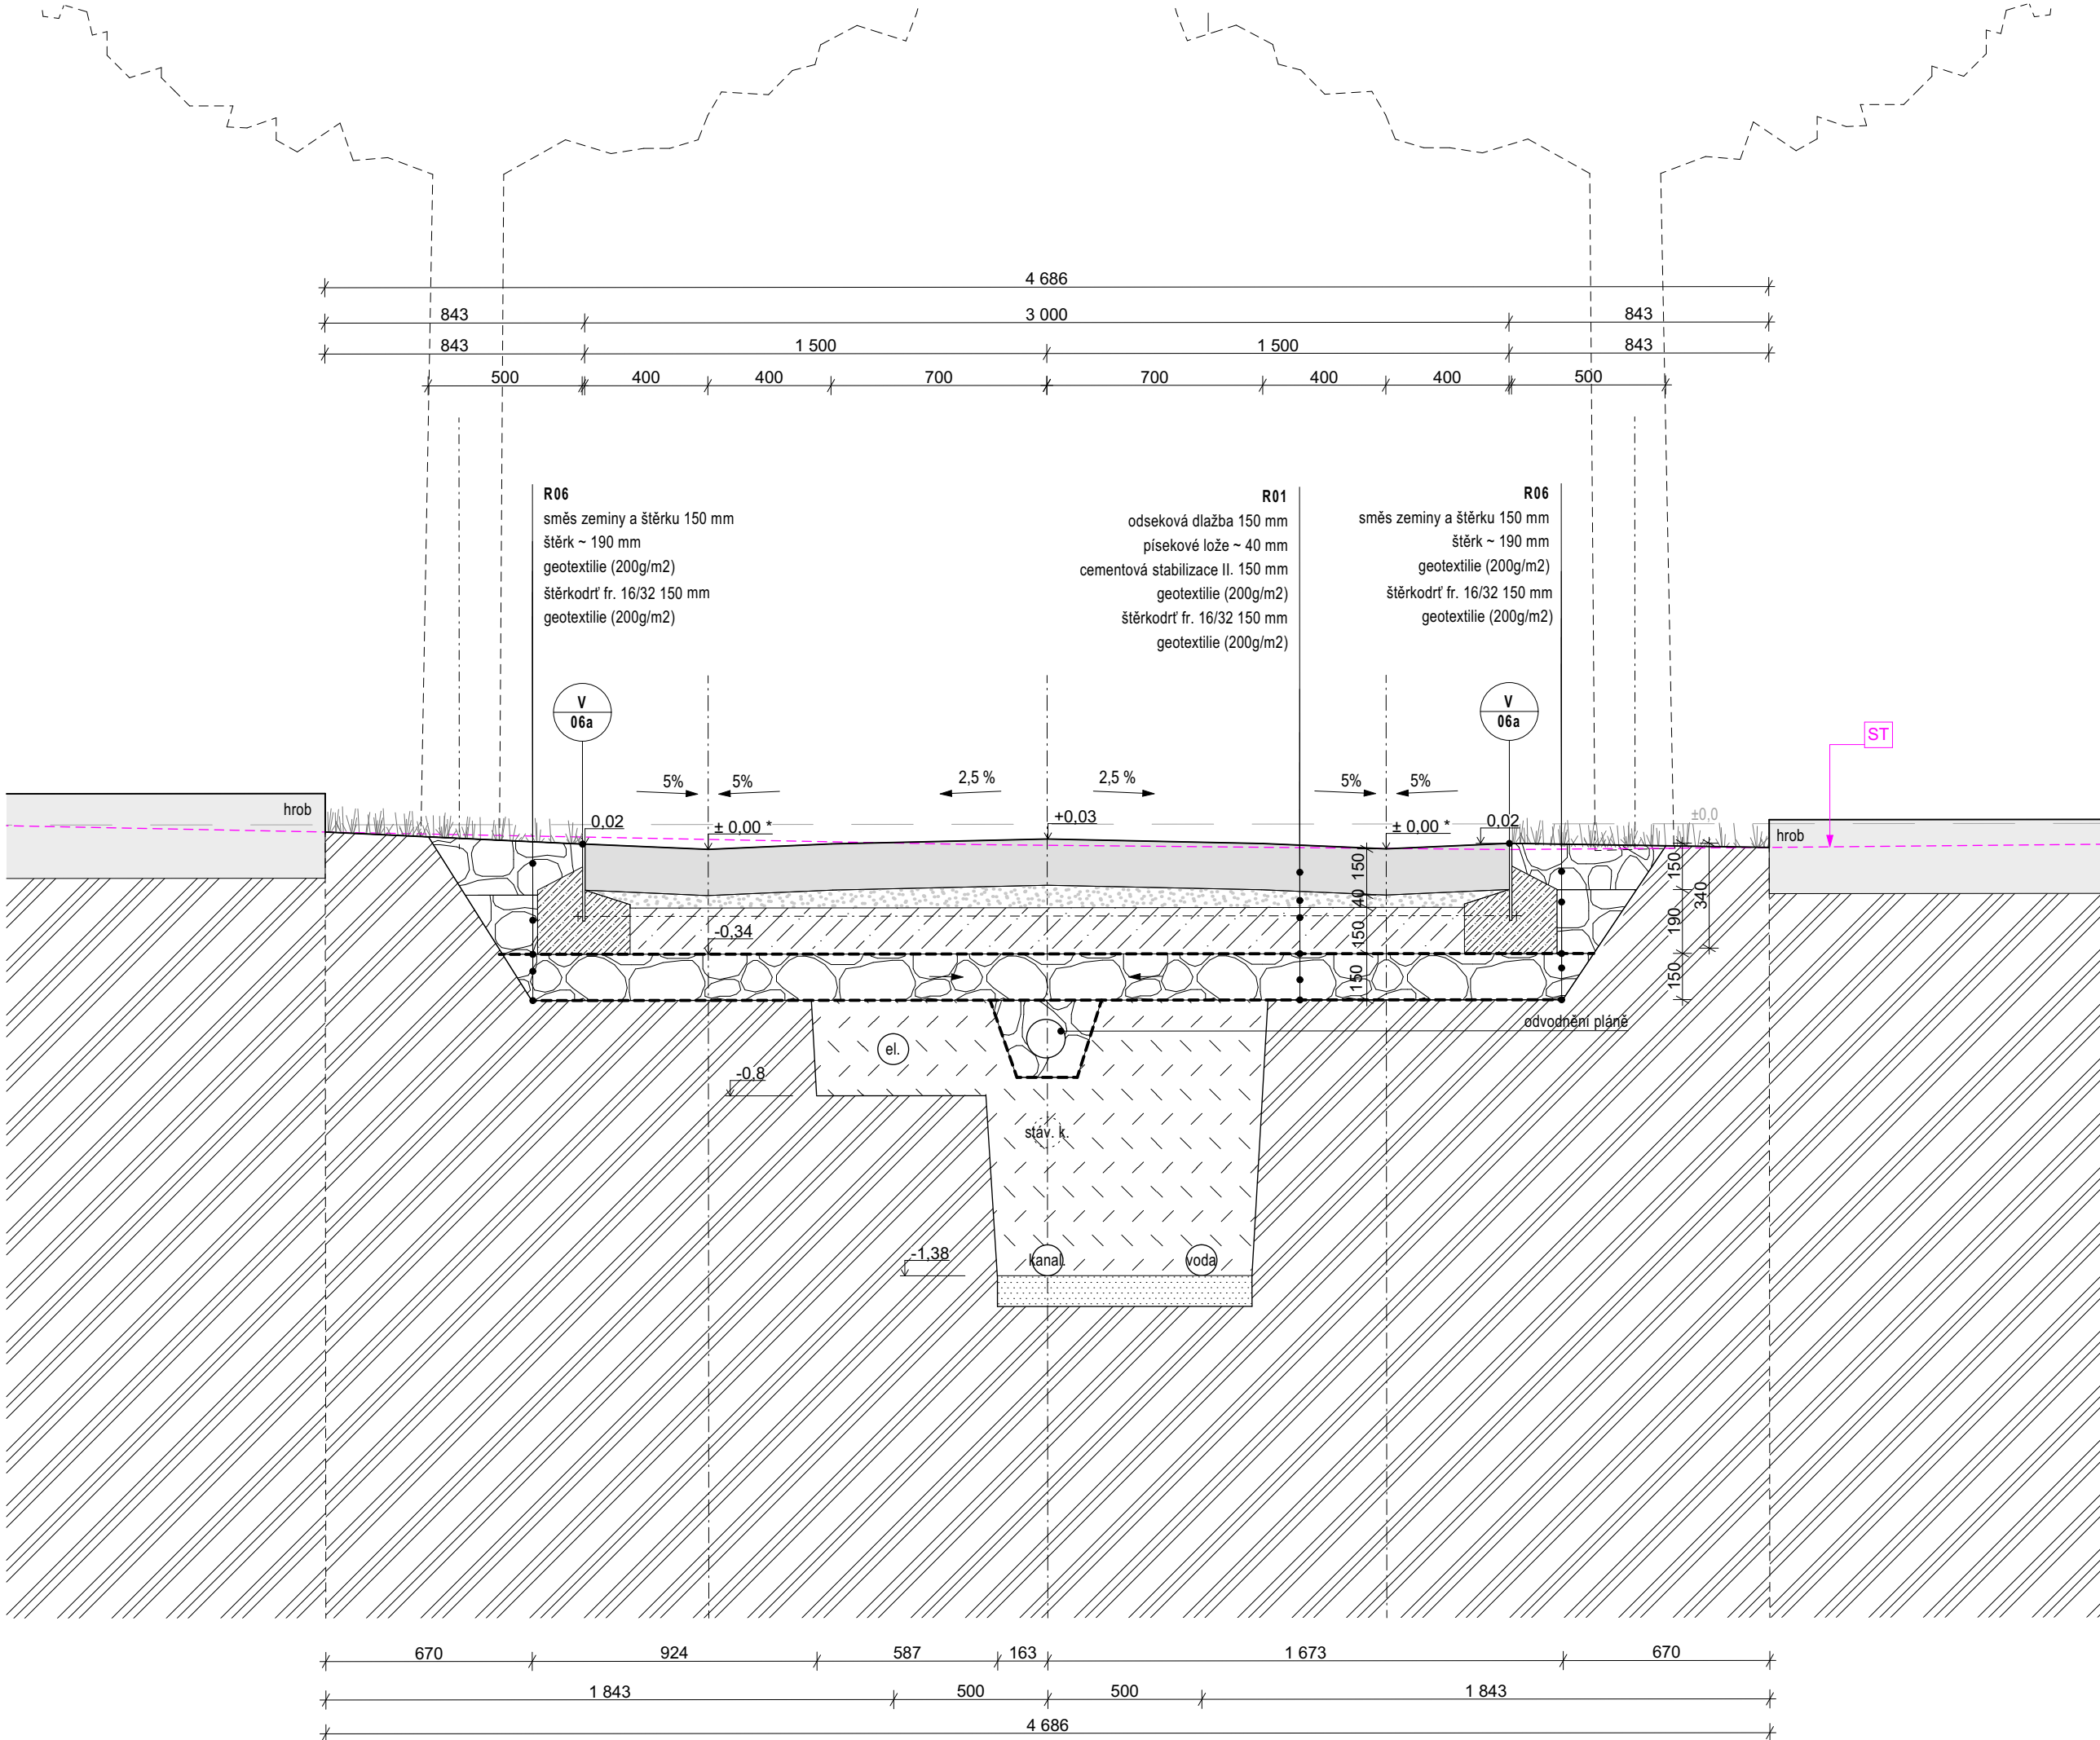 4 686
843 3 000 843
843 1 500 1 500 843
500 400 400 700 700 400 400 500
R06
směs zeminy a štěrku 150 mm
štěrk ~ 190 mm
geotextilie (200g/m2)
štěrkodrť fr. 16/32 150 mm
geotextilie (200g/m2)
R01
odseková dlažba 150 mm
písekové lože ~ 40 mm
cementová stabilizace II. 150 mm
geotextilie (200g/m2)
štěrkodrť fr. 16/32 150 mm
geotextilie (200g/m2)
R06
směs zeminy a štěrku 150 mm
štěrk ~ 190 mm
geotextilie (200g/m2)
štěrkodrť fr. 16/32 150 mm
geotextilie (200g/m2)
V
06a
V
06a
ST
5% 5% 2,5 % 2,5 % 5% 5%
hrob
0.02
± 0,00 *
+0,03
± 0,00 *
0.02
±0,0
hrob
150
40
150
150
150
190
150
340
-0,34
odvodnění pláně
el.
-0,8
stáv. k.
-1,38
kanal.
voda
670 924 587 163 1 673 670
1 843 500 500 1 843
4 686